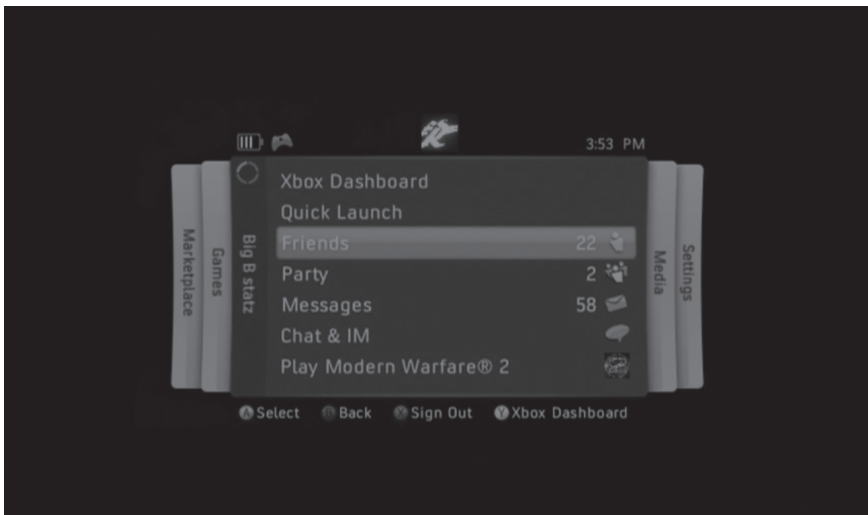 3:53 PM
Marketplace
Games
Big B statz
Xbox Dashboard
Quick Launch
Friends 22
Party 2
Messages 58
Chat & IM
Play Modern Warfare® 2
Media
Settings
A Select B Back X Sign Out Y Xbox Dashboard